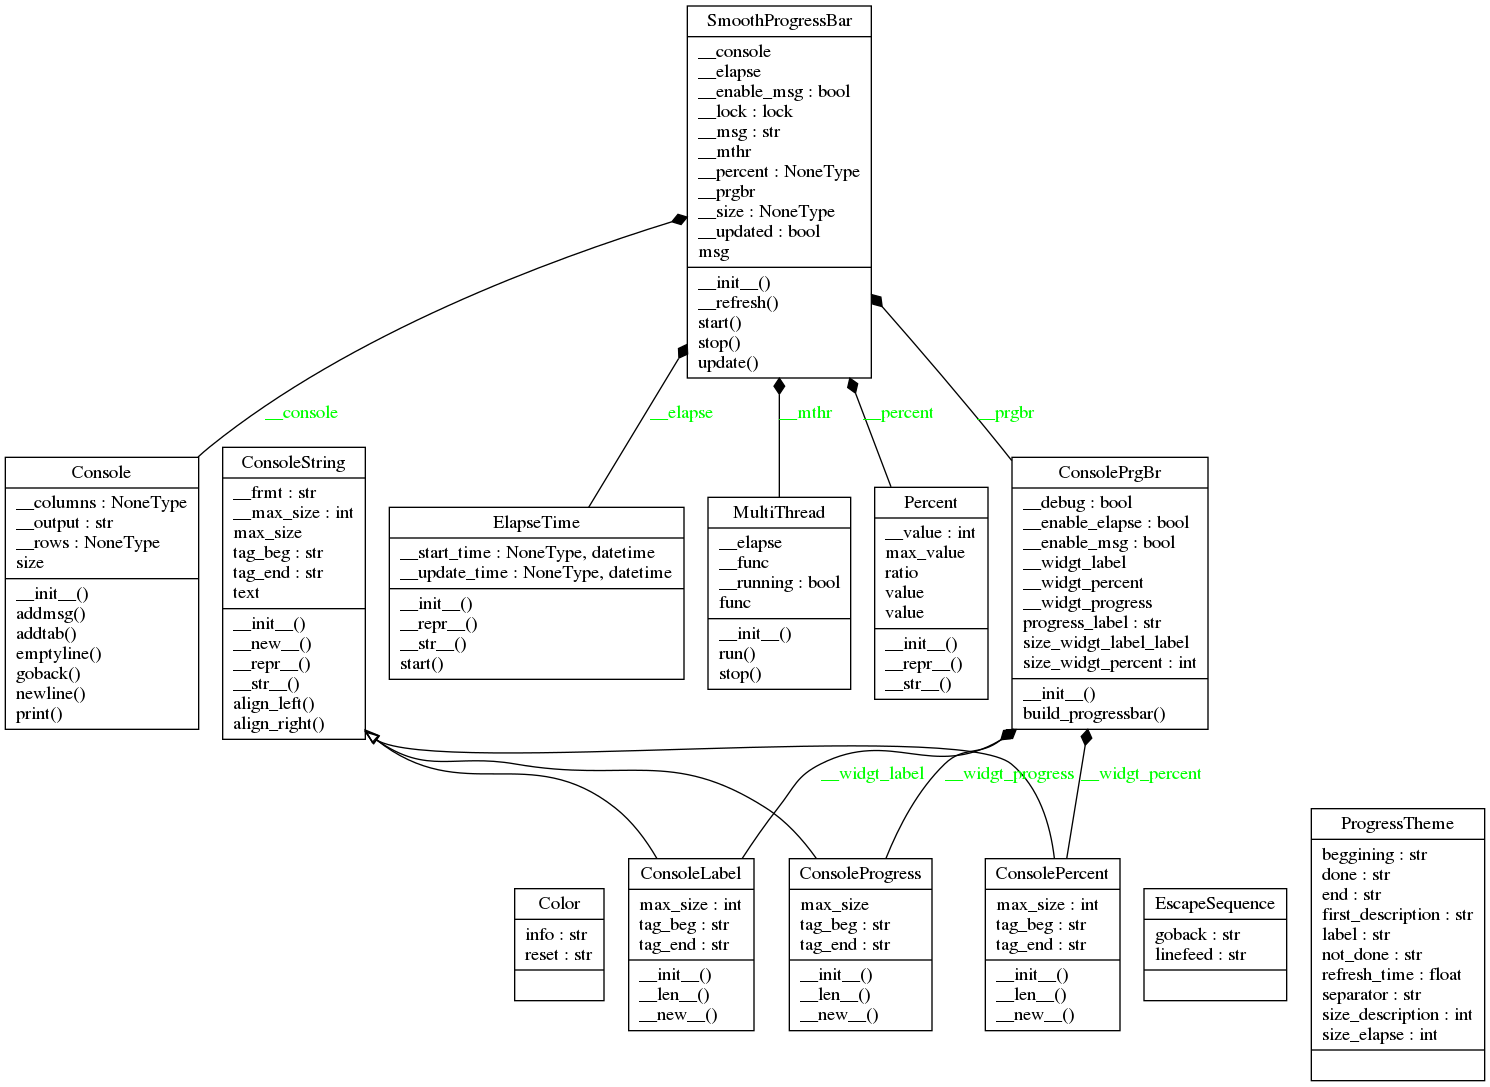 SmoothProgressBar
__console
__elapse
__enable_msg : bool
__lock : lock
__msg : str
__mthr
__percent : NoneType
__prgbr
__size : NoneType
__updated : bool
msg
__init__()
__refresh()
start()
stop()
update()
__console
__elapse
__mthr
__percent
__prgbr
Console
__columns : NoneType
__output : str
__rows : NoneType
size
__init__()
addmsg()
addtab()
emptyline()
goback()
newline()
print()
ConsoleString
__frmt : str
__max_size : int
max_size
tag_beg : str
tag_end : str
text
__init__()
__new__()
__repr__()
__str__()
align_left()
align_right()
ElapseTime
__start_time : NoneType, datetime
__update_time : NoneType, datetime
__init__()
__repr__()
__str__()
start()
MultiThread
__elapse
__func
__running : bool
func
__init__()
run()
stop()
Percent
__value : int
max_value
ratio
value
value
__init__()
__repr__()
__str__()
ConsolePrgBr
__debug : bool
__enable_elapse : bool
__enable_msg : bool
__widgt_label
__widgt_percent
__widgt_progress
progress_label : str
size_widgt_label_label
size_widgt_percent : int
__init__()
build_progressbar()
__widgt_label
__widgt_progress
__widgt_percent
Color
info : str
reset : str
ConsoleLabel
max_size : int
tag_beg : str
tag_end : str
__init__()
__len__()
__new__()
ConsoleProgress
max_size
tag_beg : str
tag_end : str
__init__()
__len__()
__new__()
ConsolePercent
max_size : int
tag_beg : str
tag_end : str
__init__()
__len__()
__new__()
EscapeSequence
goback : str
linefeed : str
ProgressTheme
beggining : str
done : str
end : str
first_description : str
label : str
not_done : str
refresh_time : float
separator : str
size_description : int
size_elapse : int